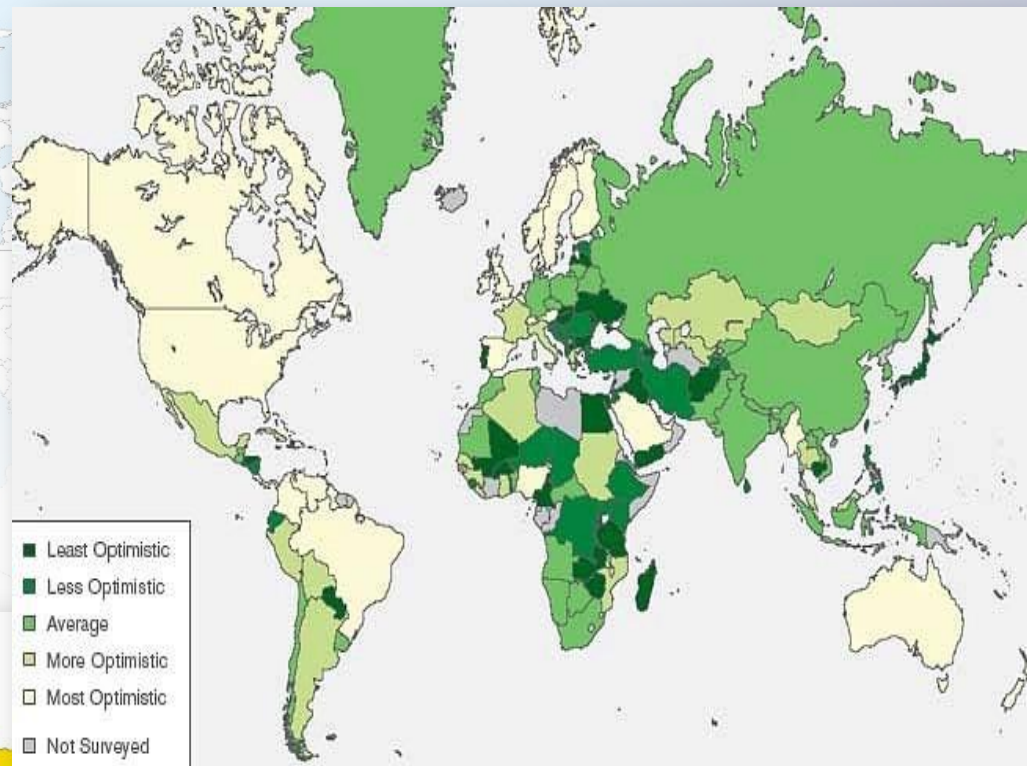 Least Optimistic
Less Optimistic
Average
More Optimistic
Most Optimistic
Not Surveyed